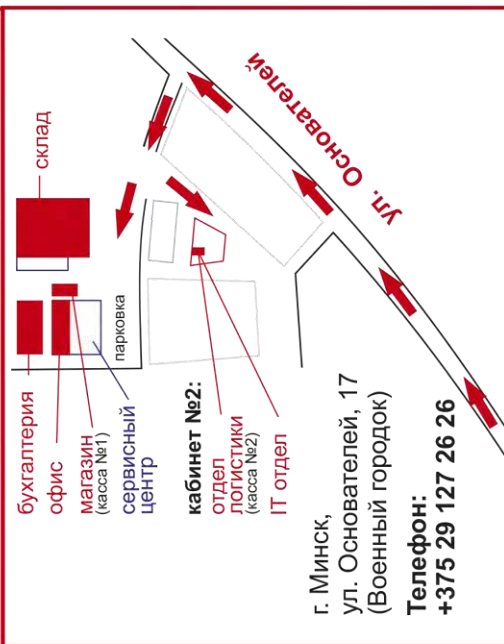 ул. Основателей
склад
бухгалтерия
офис
магазин
(касса №1)
сервисный
центр
парковка
кабинет №2:
отдел
логистики
(касса №2)
IT отдел
г. Минск,
ул. Основателей, 17
(Военный городок)
Телефон:
+375 29 127 26 26